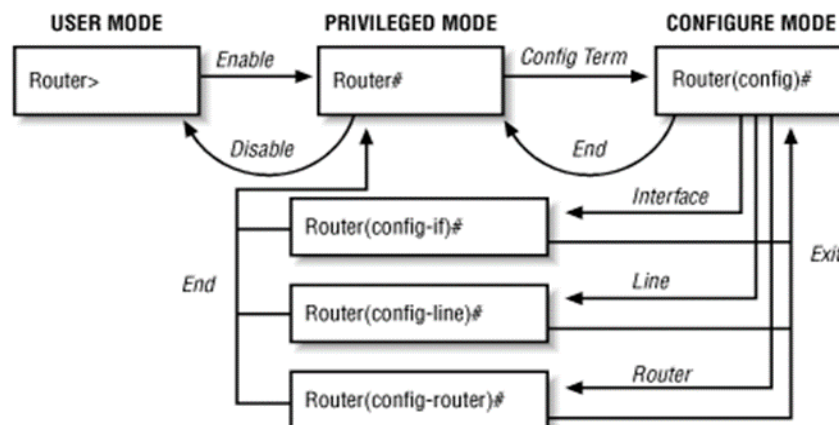 USER MODE
PRIVILEGED MODE
CONFIGURE MODE
Router>
Enable
Router#
Config Term
Router(config)#
Disable
End
Interface
Router(config-if)#
Exit
End
Line
Router(config-line)#
Router
Router(config-router)#